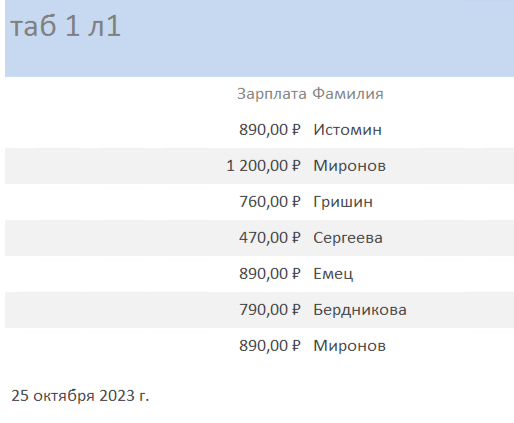 таб 1 л1
Зарплата Фамилия
890,00 ₽ Истомин
1 200,00 ₽ Миронов
760,00 ₽ Гришин
470,00 ₽ Сергеева
890,00 ₽ Емец
790,00 ₽ Бердникова
890,00 ₽ Миронов
25 октября 2023 г.